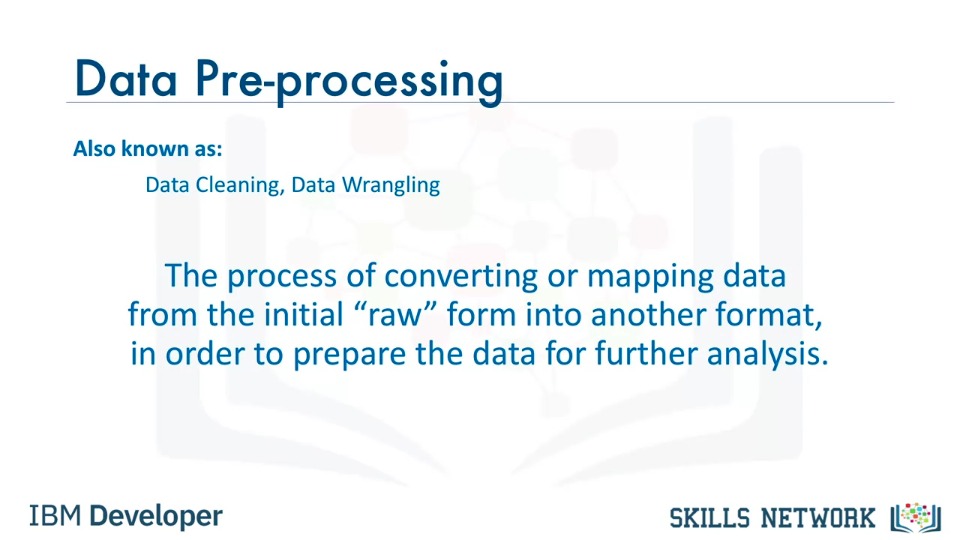 Data Pre-processing
Also known as:
Data Cleaning, Data Wrangling
The process of converting or mapping data
from the initial “raw” form into another format,
in order to prepare the data for further analysis.
IBM Developer
SKILLS NETWORK